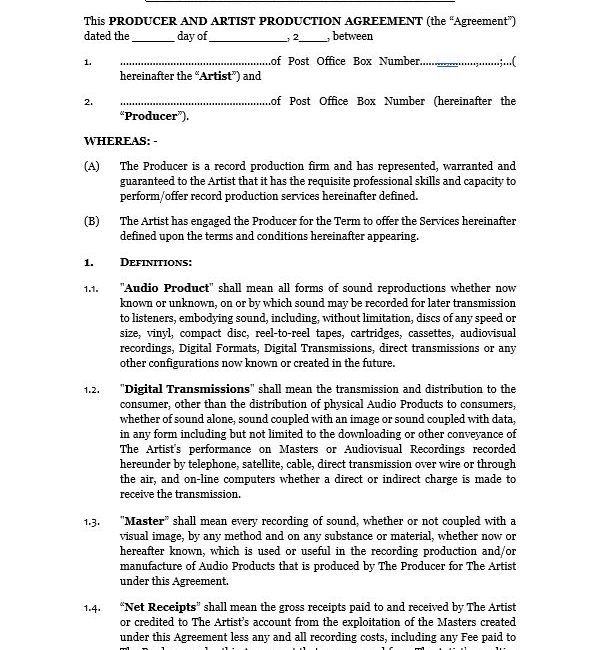 This PRODUCER AND ARTIST PRODUCTION AGREEMENT (the “Agreement”)
dated the _______ day of _____________, 2_____, between
1. ...................................................of Post Office Box Number.....................;.......;...(
hereinafter the “Artist”) and
2. ...................................................of Post Office Box Number (hereinafter the
“Producer”).
WHEREAS: -
(A) The Producer is a record production firm and has represented, warranted and
guaranteed to the Artist that it has the requisite professional skills and capacity to
perform/offer record production services hereinafter defined.
(B) The Artist has engaged the Producer for the Term to offer the Services hereinafter
defined upon the terms and conditions hereinafter appearing.
1. DEFINITIONS:
1.1. "Audio Product" shall mean all forms of sound reproductions whether now
known or unknown, on or by which sound may be recorded for later transmission
to listeners, embodying sound, including, without limitation, discs of any speed or
size, vinyl, compact disc, reel-to-reel tapes, cartridges, cassettes, audiovisual
recordings, Digital Formats, Digital Transmissions, direct transmissions or any
other configurations now known or created in the future.
1.2. "Digital Transmissions" shall mean the transmission and distribution to the
consumer, other than the distribution of physical Audio Products to consumers,
whether of sound alone, sound coupled with an image or sound coupled with data,
in any form including but not limited to the downloading or other conveyance of
The Artist's performance on Masters or Audiovisual Recordings recorded
hereunder by telephone, satellite, cable, direct transmission over wire or through
the air, and on-line computers whether a direct or indirect charge is made to
receive the transmission.
1.3. "Master” shall mean every recording of sound, whether or not coupled with a
visual image, by any method and on any substance or material, whether now or
hereafter known, which is used or useful in the recording production and/or
manufacture of Audio Products that is produced by The Producer for The Artist
under this Agreement.
1.4. “Net Receipts” shall mean the gross receipts paid to and received by The Artist
or credited to The Artist's account from the exploitation of the Masters created
under this Agreement less any and all recording costs, including any Fee paid to